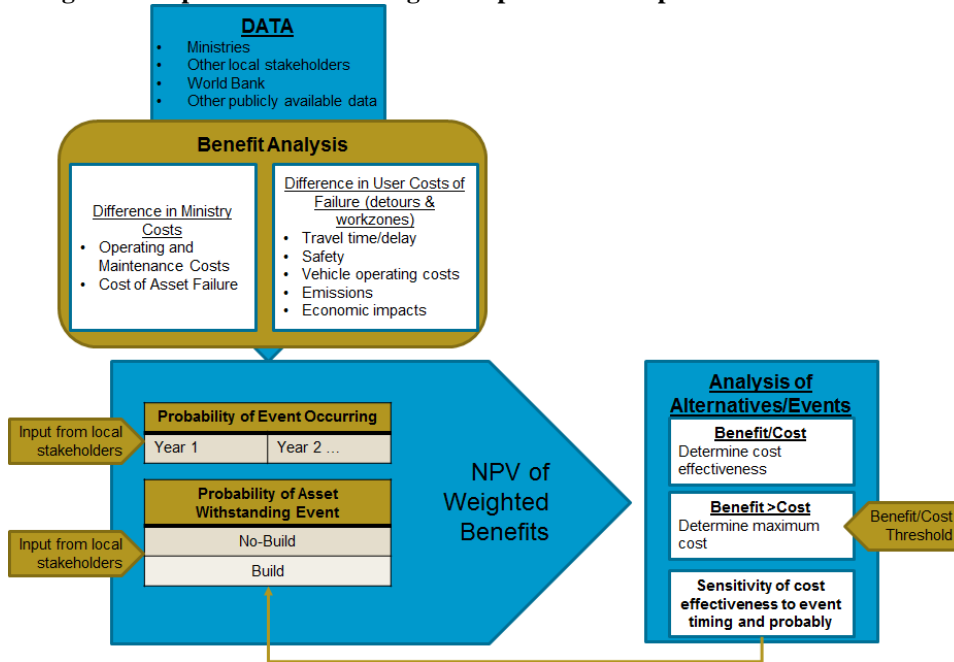 DATA
• Ministries
• Other local stakeholders
• World Bank
• Other publicly available data
Benefit Analysis
Difference in Ministry
Costs
• Operating and
Maintenance Costs
• Cost of Asset Failure
Difference in User Costs of
Failure (detours &
workzones)
• Travel time/delay
• Safety
• Vehicle operating costs
• Emissions
• Economic impacts
Input from local
stakeholders
Probability of Event Occurring
Year 1 Year 2 ...
Input from local
stakeholders
Probability of Asset
Withstanding Event
No-Build
Build
NPV of
Weighted
Benefits
Analysis of
Alternatives/Events
Benefit/Cost
Determine cost
effectiveness
Benefit >Cost
Determine maximum
cost
Benefit/Cost
Threshold
Sensitivity of cost
effectiveness to event
timing and probably